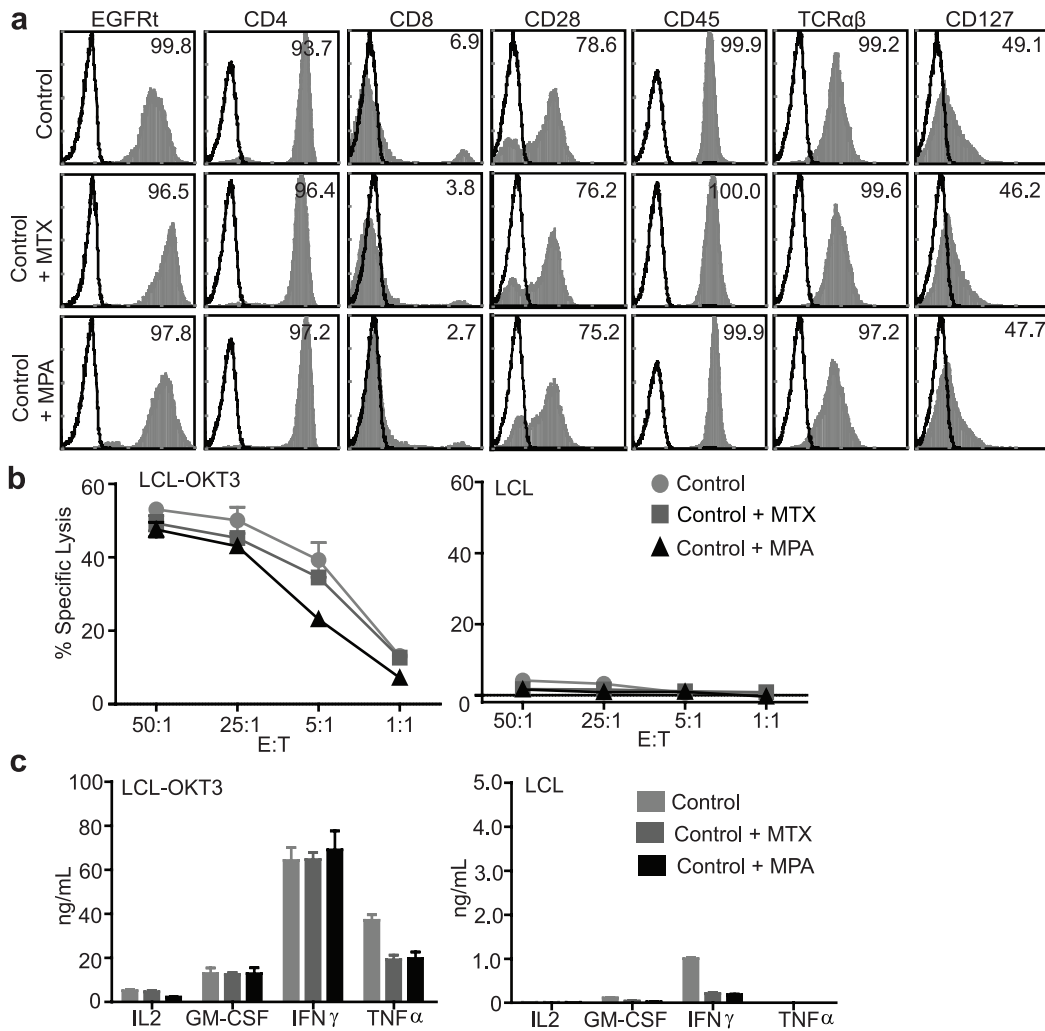 a
EGFRt CD4 CD8 CD28 CD45 TCRαβ CD127
Control
99.8 93.7 6.9 78.6 99.9 99.2 49.1
Control + MTX
96.5 96.4 3.8 76.2 100.0 99.6 46.2
Control + MPA
97.8 97.2 2.7 75.2 99.9 97.2 47.7
b
LCL-OKT3
% Specific Lysis
60
40
20
0
50:1 25:1 5:1 1:1
E:T
LCL
60
40
20
0
50:1 25:1 5:1 1:1
E:T
Control
Control + MTX
Control + MPA
c
LCL-OKT3
ng/mL
100
80
60
40
20
0
IL2 GM-CSF IFNγ TNFα
LCL
ng/mL
5.0
4.0
3.0
2.0
1.0
0
IL2 GM-CSF IFNγ TNFα
Control
Control + MTX
Control + MPA